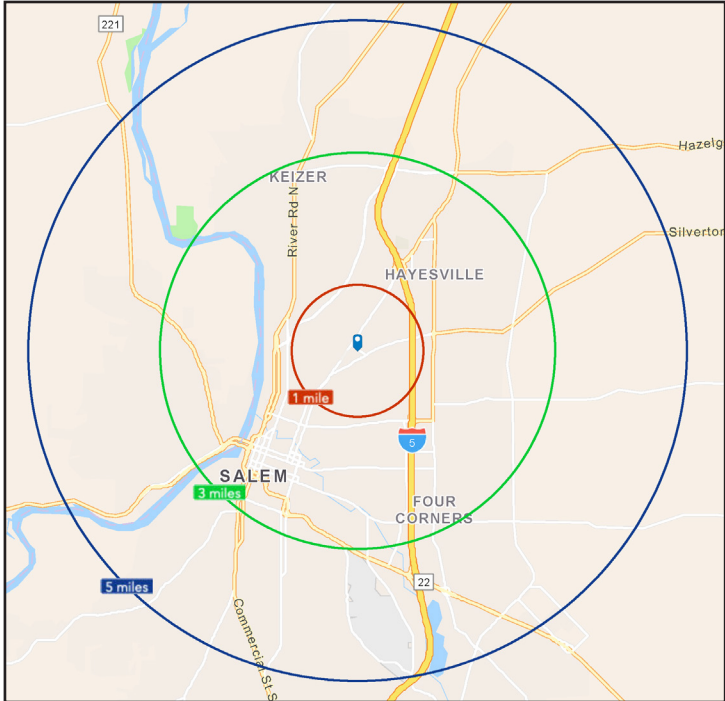 221
Hazelg
KEIZER
River Rd N
Silverton
HAYESVILLE
1 mile
5
SALEM
3 miles
FOUR
CORNERS
22
5 miles
Commercial St S